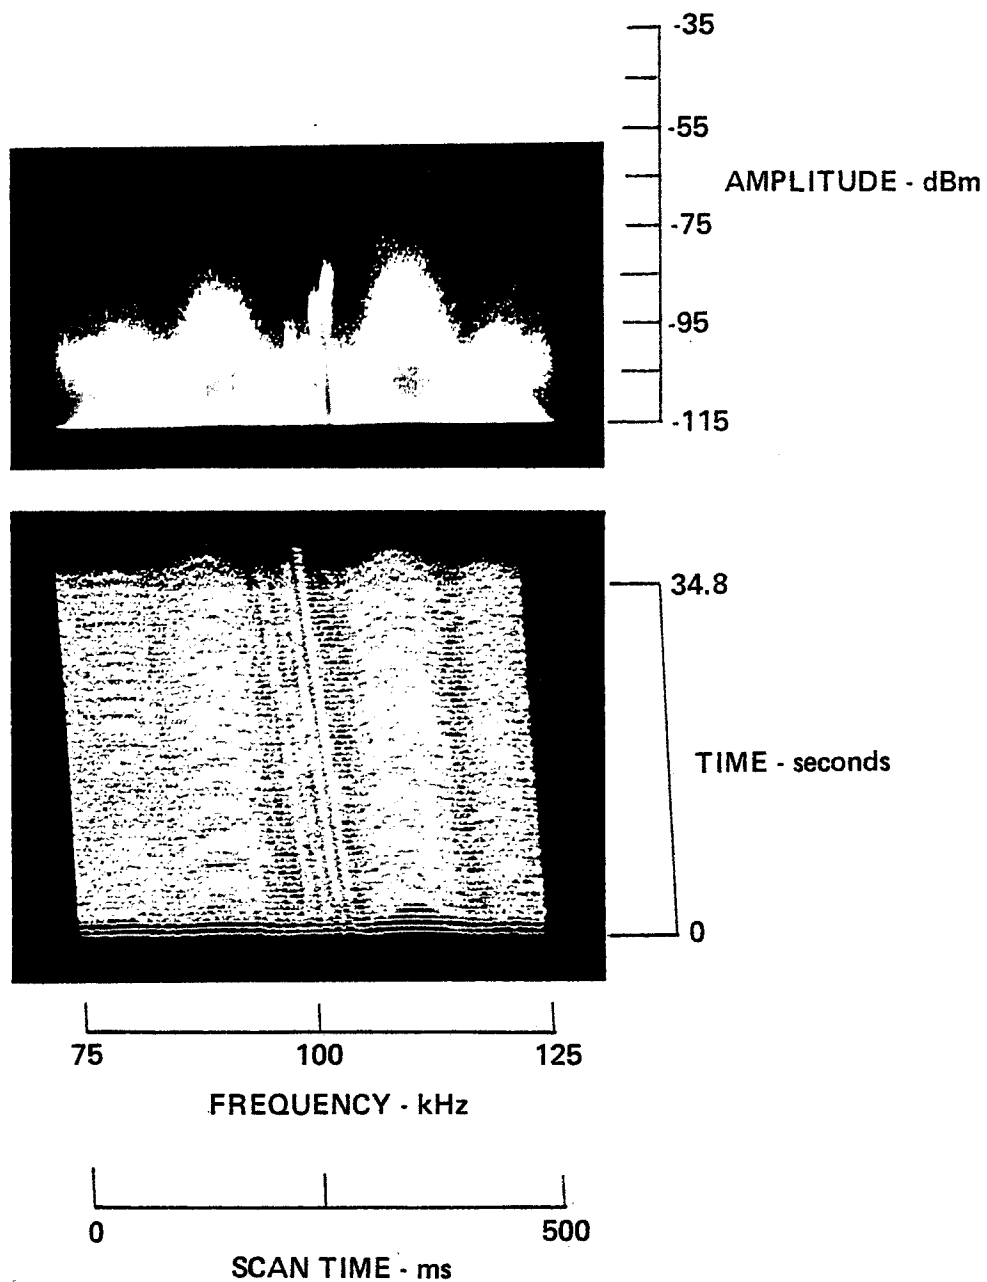 -35
-55
AMPLITUDE - dBm
-75
-95
-115
34.8
TIME - seconds
0
75 100 125
FREQUENCY - kHz
0 500
SCAN TIME - ms